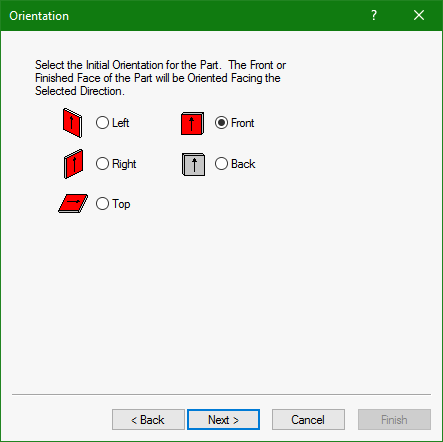 Orientation
?
Select the Initial Orientation for the Part.  The Front or
Finished Face of the Part will be Oriented Facing the
Selected Direction.
Left
Front
Right
Back
Top
< Back
Next >
Cancel
Finish